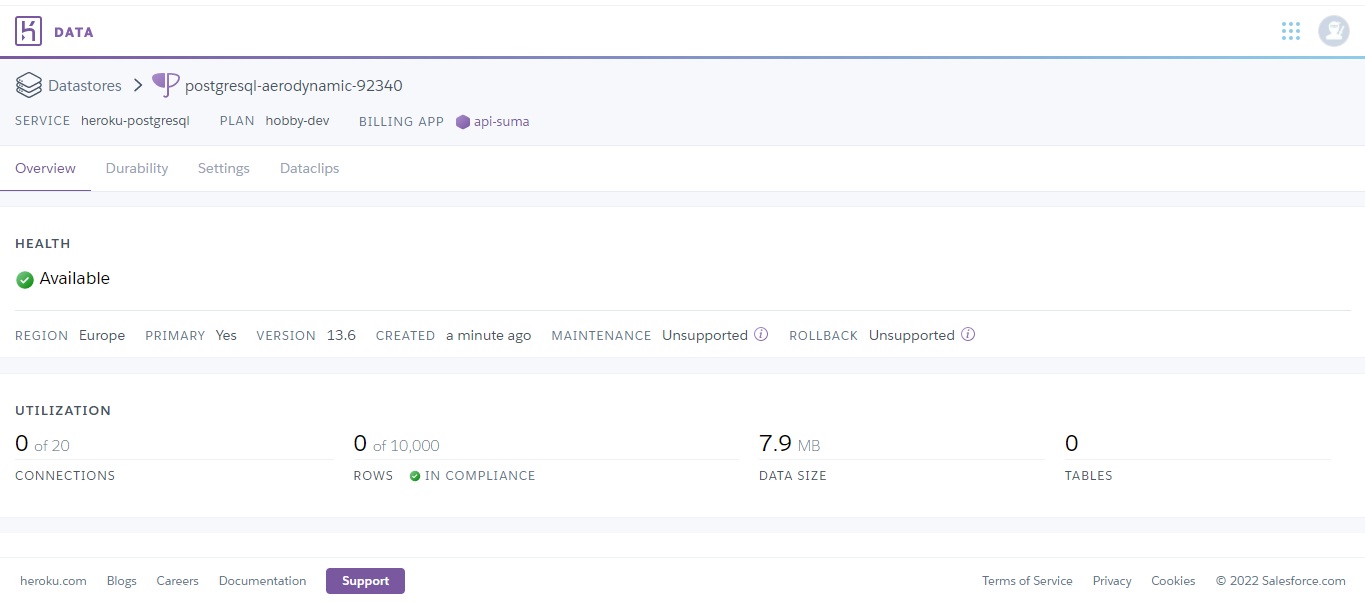 DATA
Datastores postgresql-aerodynamic-92340
SERVICE heroku-postgresql PLAN hobby-dev BILLING APP api-suma
Overview Durability Settings Dataclips
HEALTH
Available
REGION Europe PRIMARY Yes VERSION 13.6 CREATED a minute ago MAINTENANCE Unsupported ROLLBACK Unsupported
UTILIZATION
0 of 20 0 of 10,000 7.9 MB 0
CONNECTIONS ROWS IN COMPLIANCE DATA SIZE TABLES
heroku.com Blogs Careers Documentation Support Terms of Service Privacy Cookies © 2022 Salesforce.com